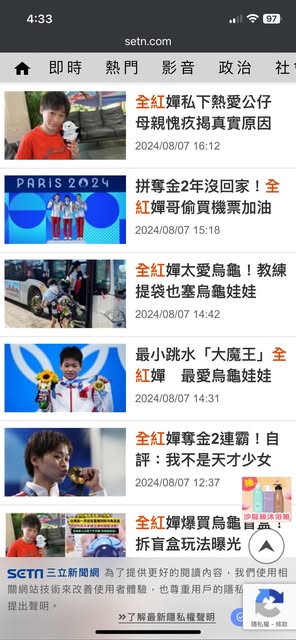 4:33
97
setn.com
即時 熱門 影音 政治
全紅嬋私下熱愛公仔
母親愧疚揭真實原因
2024/08/07 16:12
PARIS 2024
拼奪金2年沒回家！全
紅嬋哥偷買機票加油
2024/08/07 15:18
全紅嬋太愛烏龜！教練
提袋也塞烏龜娃娃
2024/08/07 14:42
最小跳水「大魔王」全
紅嬋　最愛烏龜娃娃
2024/08/07 14:31
全紅嬋奪金2連霸！自
評：我不是天才少女
2024/08/07 12:37
全紅嬋爆買烏龜盲盒！
拆盲盒玩法曝光
SETN 三立新聞網 為了提供更好的閱讀內容，我們使用相
關網站技術來改善使用者體驗，也尊重用戶的隱私
提出聲明。
>>了解最新隱私權聲明
隱私權 - 條款